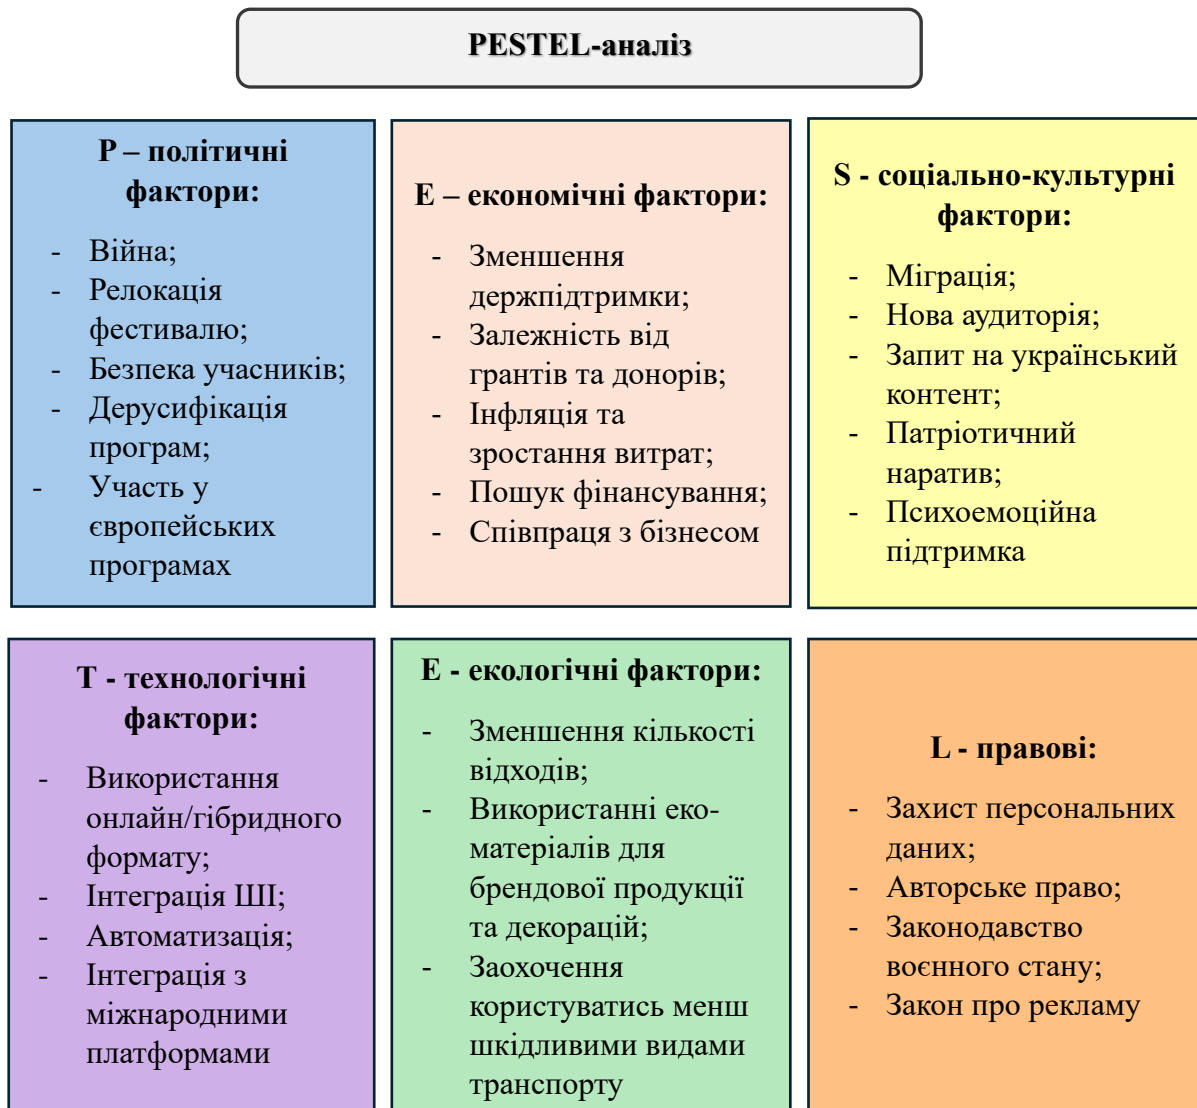 PESTEL-аналіз
P – політичні
фактори:
- Війна;
- Релокація
фестивалю;
- Безпека учасників;
- Дерусифікація
програм;
- Участь у
європейських
програмах
E – економічні фактори:
- Зменшення
держпідтримки;
- Залежність від
грантів та донорів;
- Інфляція та
зростання витрат;
- Пошук фінансування;
- Співпраця з бізнесом
S - соціально-культурні
фактори:
- Міграція;
- Нова аудиторія;
- Запит на український
контент;
- Патріотичний
наратив;
- Психоемоційна
підтримка
T - технологічні
фактори:
- Використання
онлайн/гібридного
формату;
- Інтеграція ШІ;
- Автоматизація;
- Інтеграція з
міжнародними
платформами
E - екологічні фактори:
- Зменшення кількості
відходів;
- Використанні еко-
матеріалів для
брендової продукції
та декорацій;
- Заохочення
користуватись менш
шкідливими видами
транспорту
L - правові:
- Захист персональних
даних;
- Авторське право;
- Законодавство
воєнного стану;
- Закон про рекламу